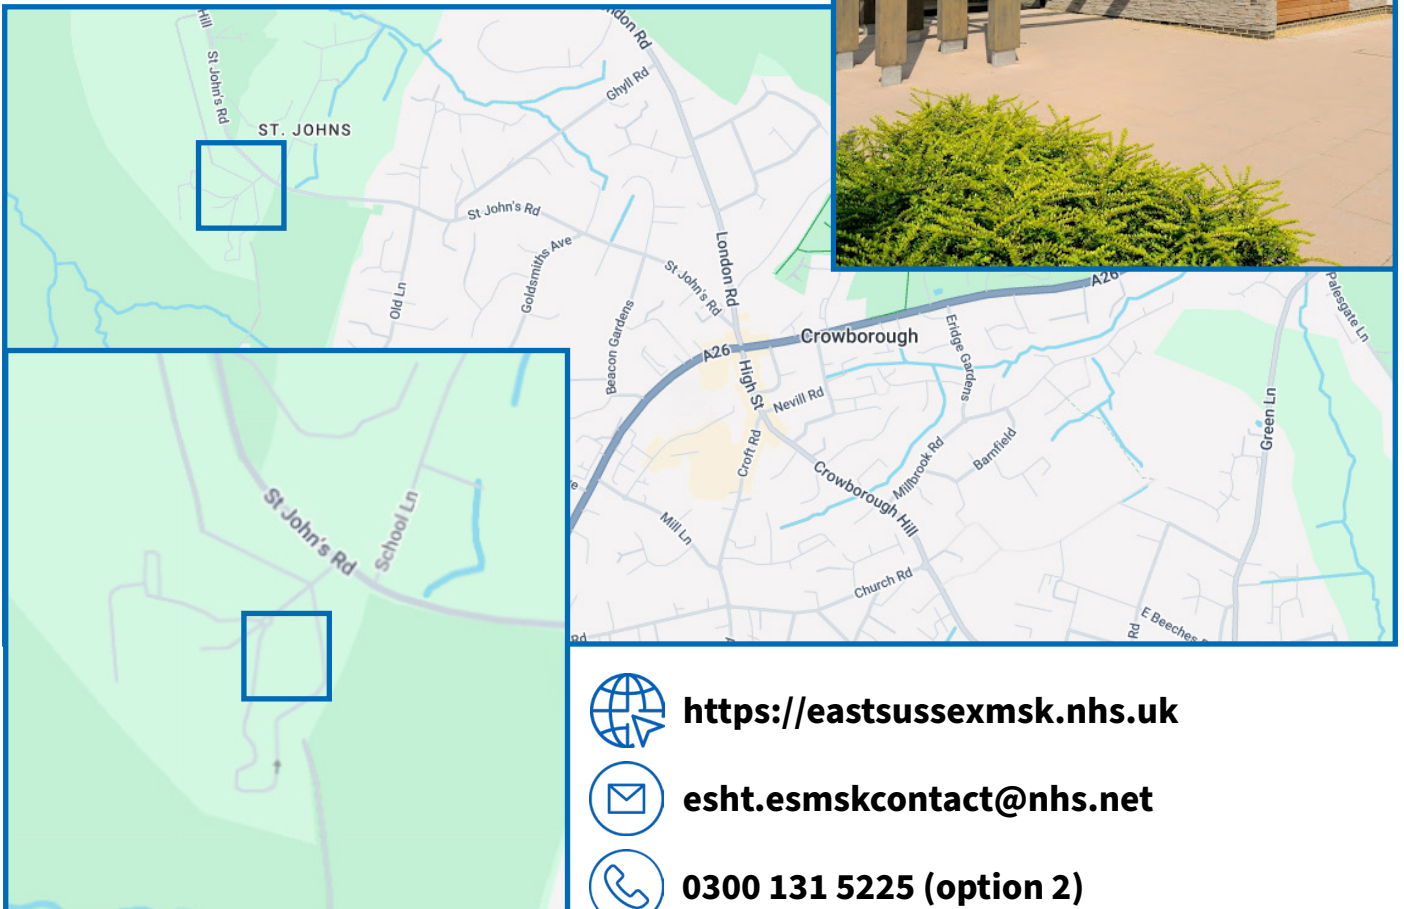 Hill
ndon Rd
St John's Rd
Ghyll Rd
ST. JOHNS
St John's Rd
Goldsmiths Ave
London Rd
St John's Rd
Old Ln
Beacon Gardens
A26
Palesgate Ln
Crowborough
Eridge Gardens
A26
High St
Nevill Rd
Green Ln
Croft Rd
Barnfield
Millbrook Rd
Crowborough Hill
Mill Ln
Church Rd
E Beeches
Rd
Rd
St John's Rd
School Ln
https://eastsussexmsk.nhs.uk
esht.esmskcontact@nhs.net
0300 131 5225 (option 2)